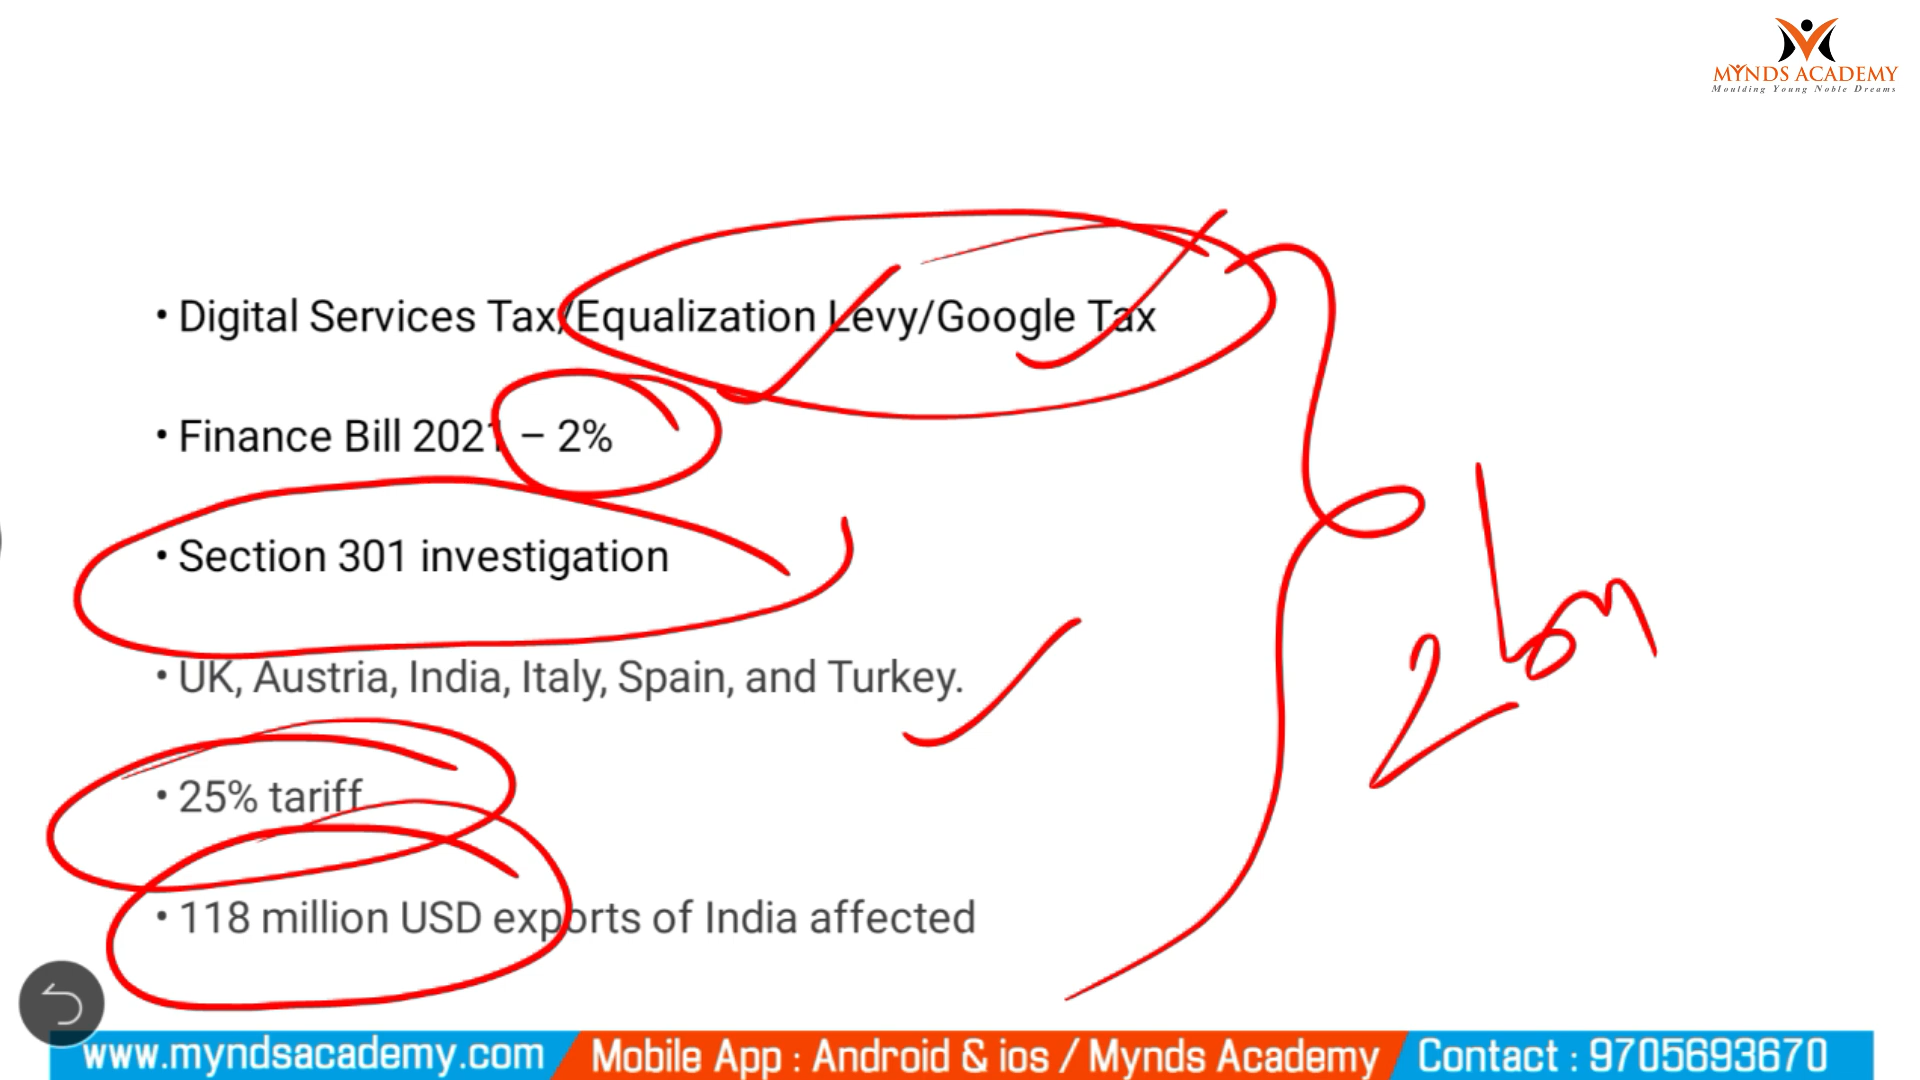 MYNDS ACADEMY
Moulding Young Noble Dreams
• Digital Services Tax/Equalization Levy/Google Tax
• Finance Bill 2021 – 2%
• Section 301 investigation
• UK, Austria, India, Italy, Spain, and Turkey.
• 25% tariff
• 118 million USD exports of India affected
www.myndsacademy.com Mobile App : Android & ios / Mynds Academy Contact : 9705693670